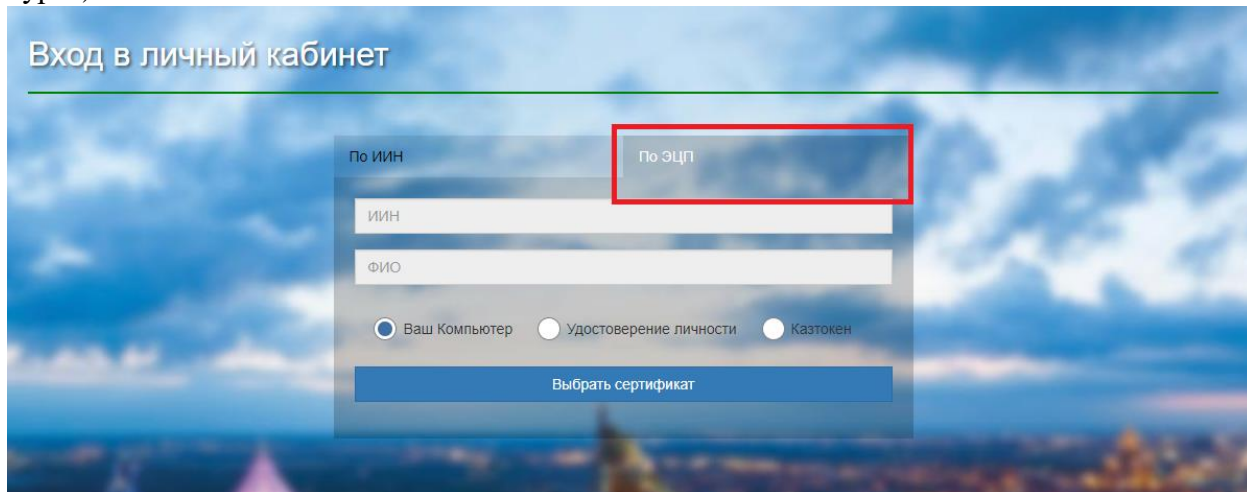 Вход в личный кабинет
По ИИН По ЭЦП
ИИН
ФИО
Ваш Компьютер Удостоверение личности Казтокен
Выбрать сертификат